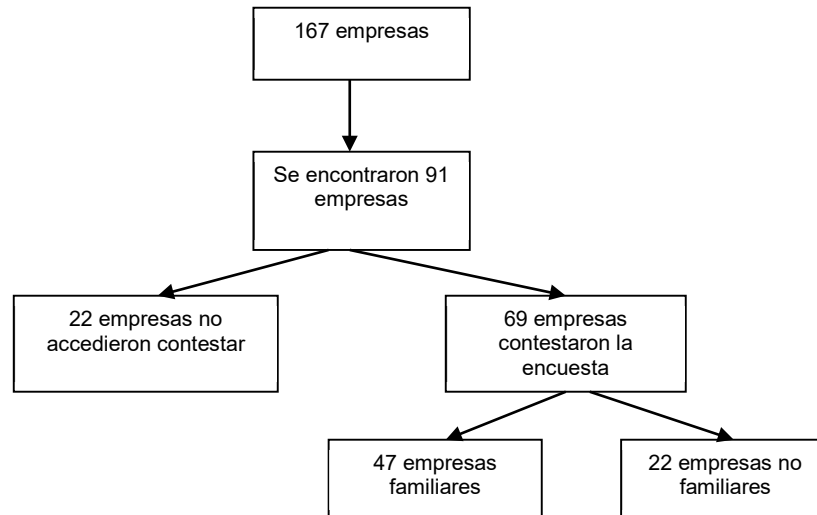 167 empresas
Se encontraron 91
empresas
22 empresas no
accedieron contestar
69 empresas
contestaron la
encuesta
47 empresas
familiares
22 empresas no
familiares